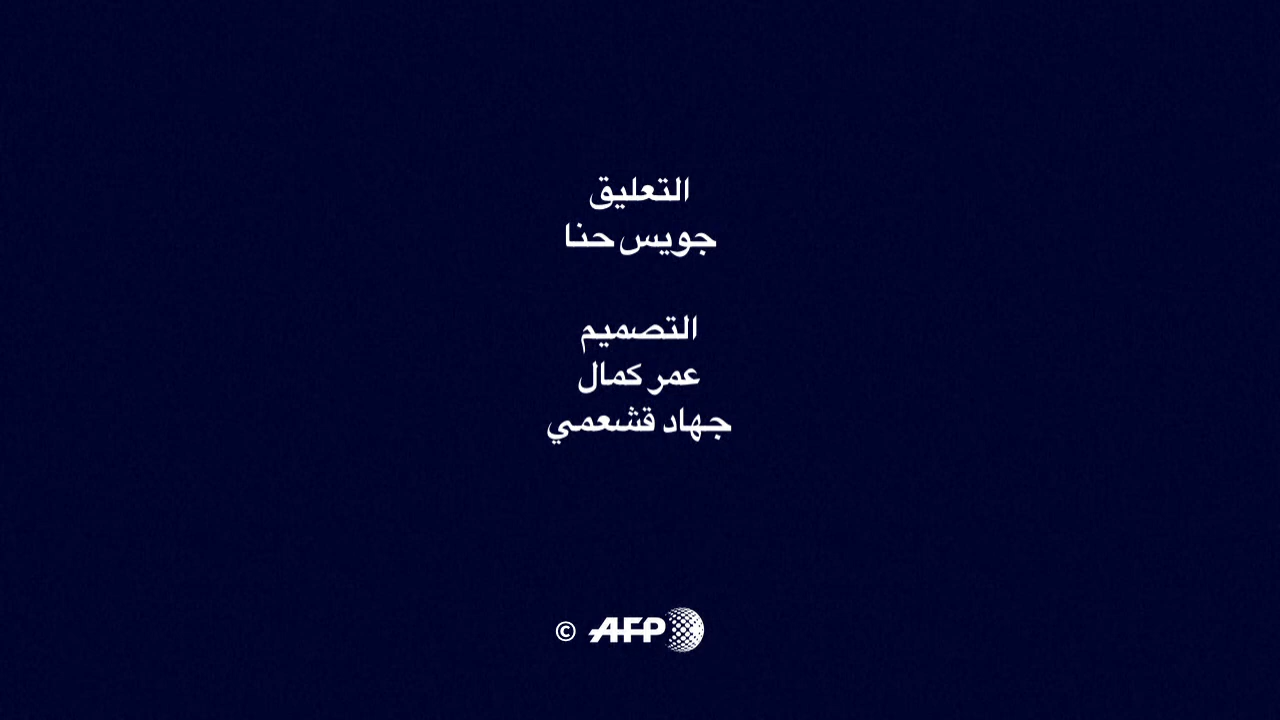 التعليق
جويس حنا
التصميم
عمر كمال
جهاد قشعمي
© AFP